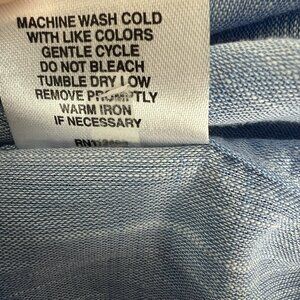 MACHINE WASH COLD
WITH LIKE COLORS
GENTLE CYCLE
DO NOT BLEACH
TUMBLE DRY LOW
REMOVE PROMPTLY
WARM IRON
IF NECESSARY